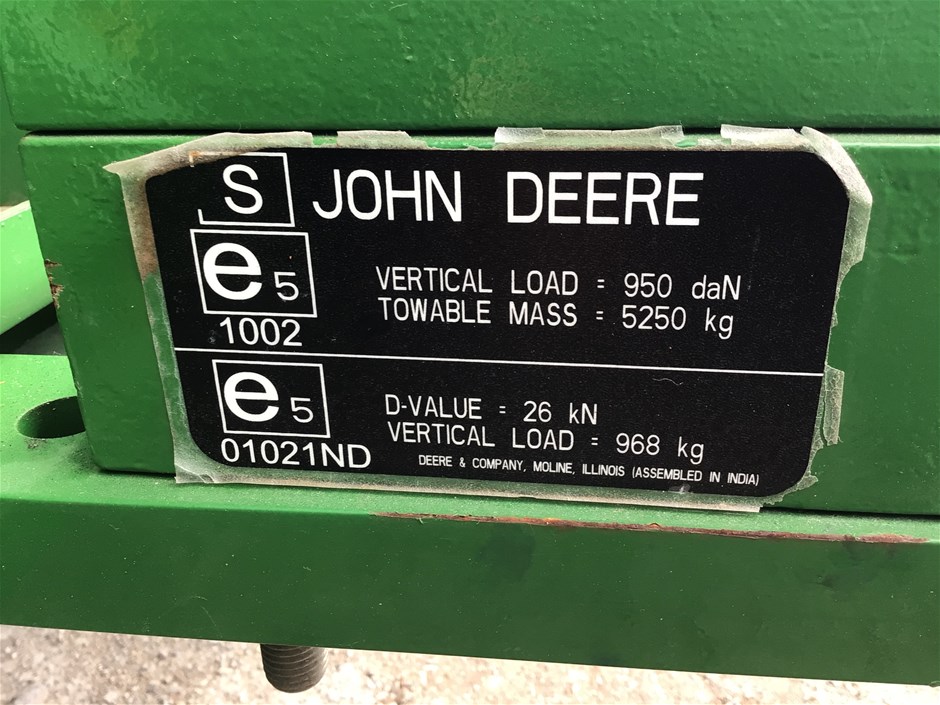 S JOHN DEERE
e5
1002
VERTICAL LOAD = 950 daN
TOWABLE MASS = 5250 kg
e5
01021ND
D-VALUE = 26 kN
VERTICAL LOAD = 968 kg
DEERE & COMPANY, MOLINE, ILLINOIS (ASSEMBLED IN INDIA)